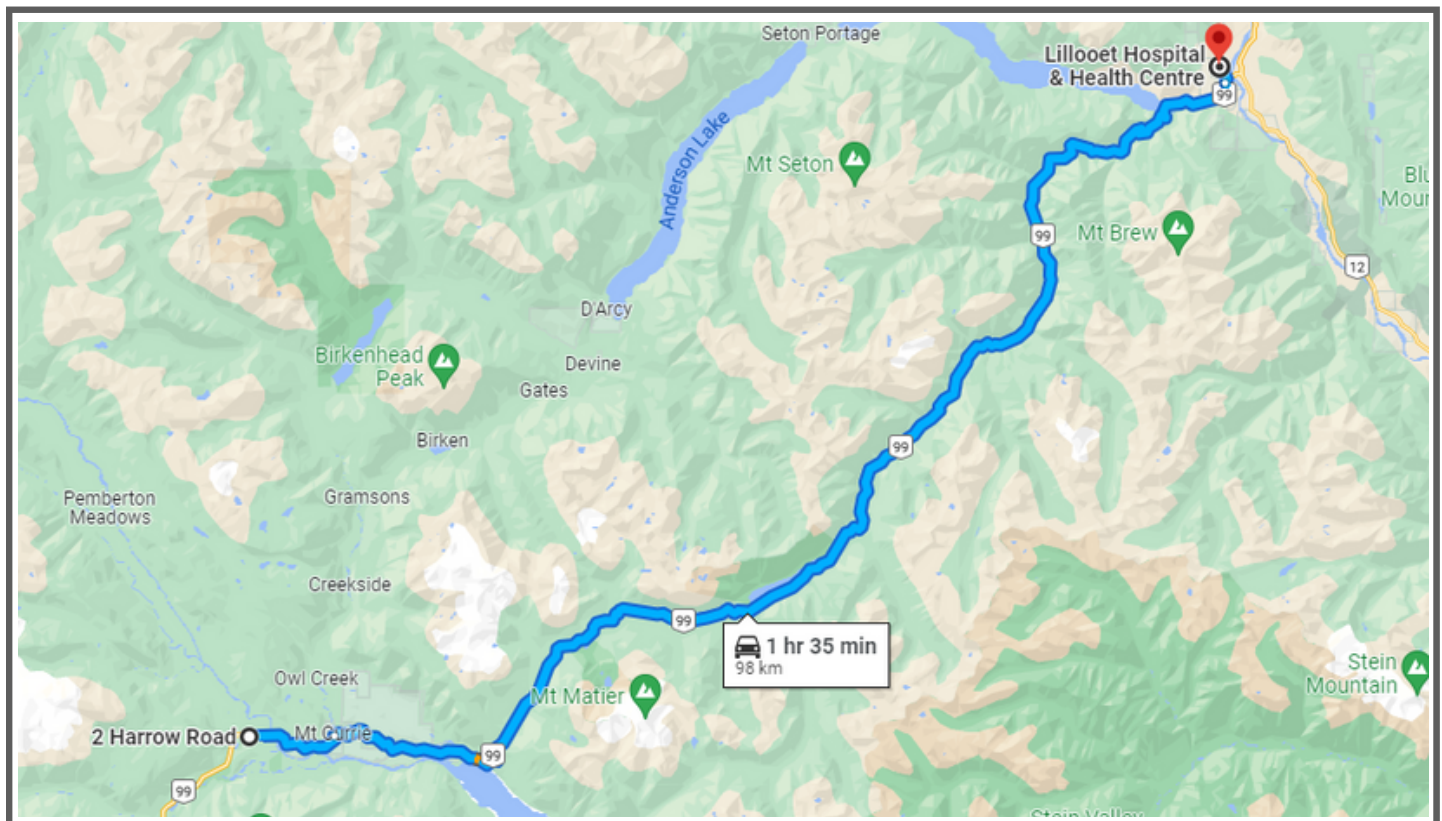 Seton Portage
Lillooet Hospital
& Health Centre
99
Anderson Lake
Mt Seton
Blu
Moun
99
Mt Brew
12
D'Arcy
Birkenhead
Peak
Devine
Gates
Birken
99
Pemberton
Meadows
Gramsons
Creekside
99
1 hr 35 min
98 km
Owl Creek
Mt Matier
Stein
Mountain
2 Harrow Road
Mt Currie
99
99
Stein Valley